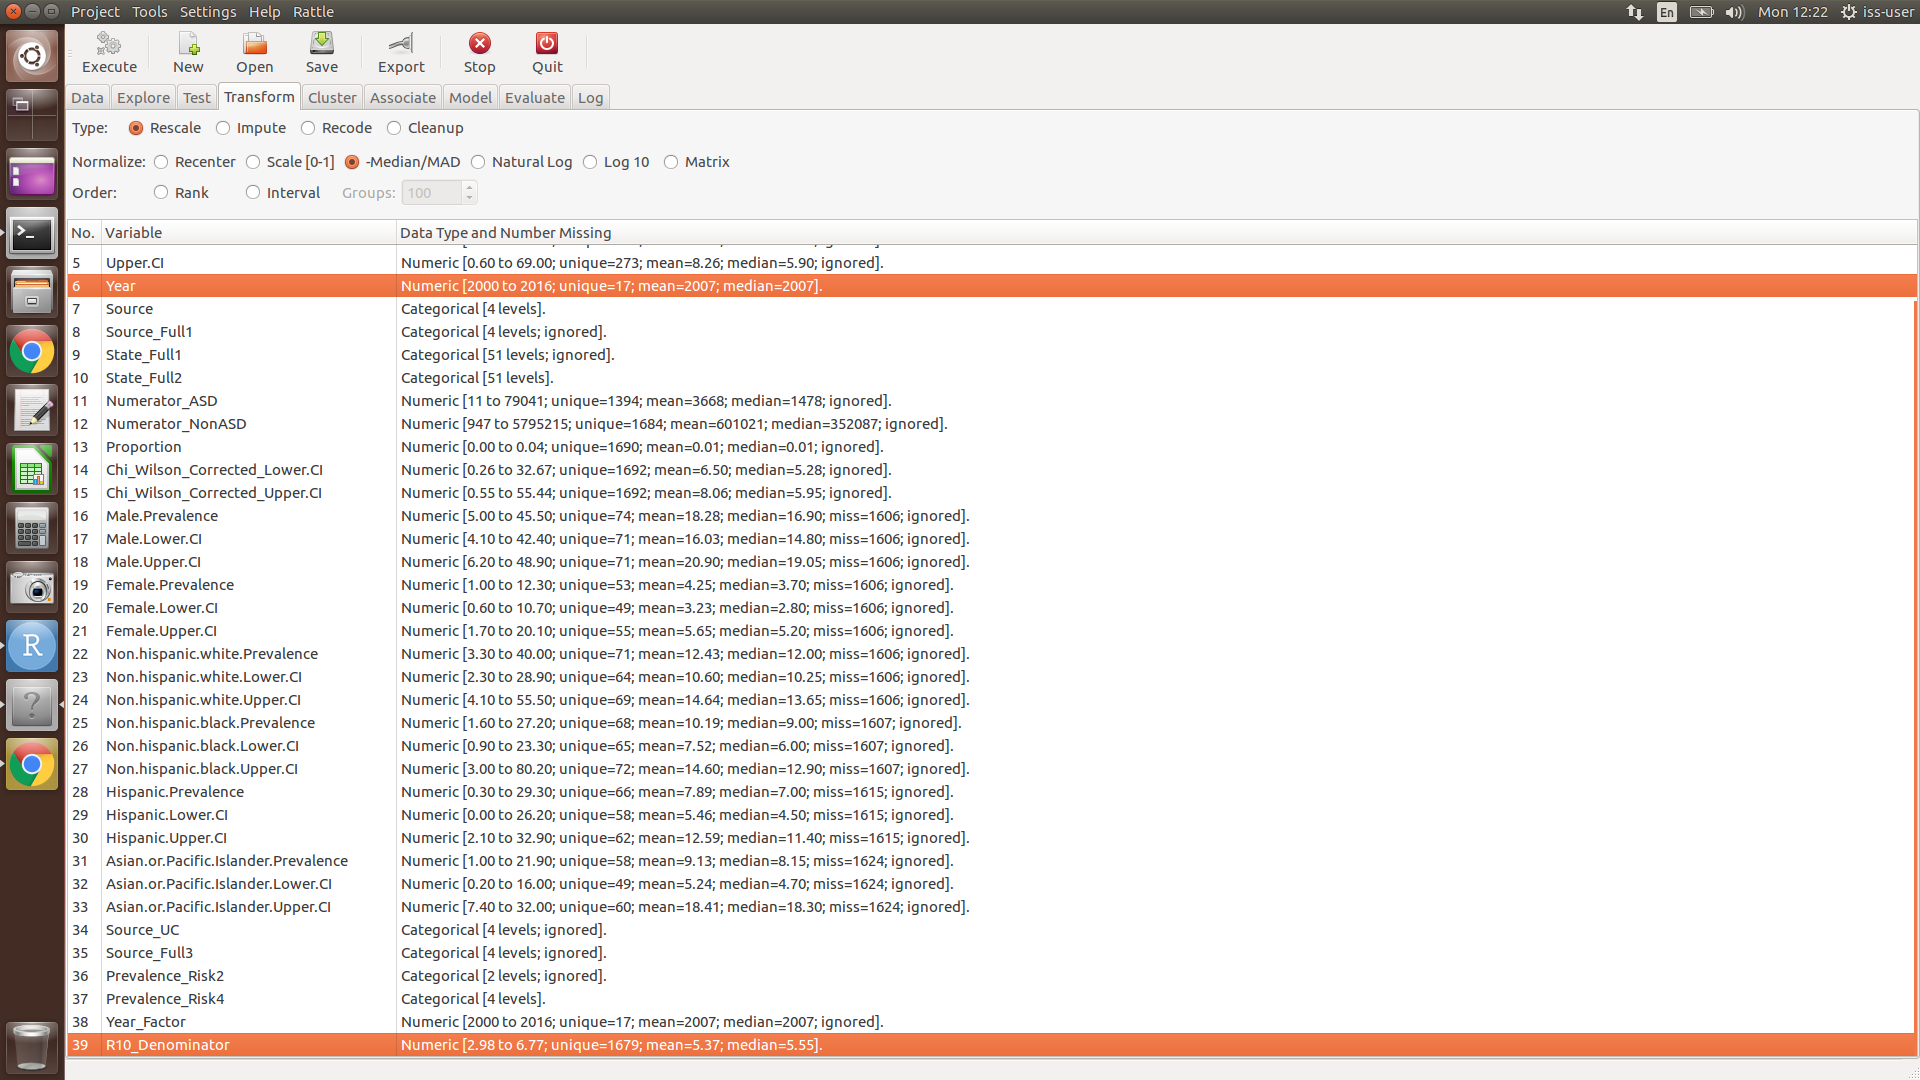 Project Tools Settings Help Rattle En Mon 12:22 iss-user
Execute New Open Save Export Stop Quit
Data Explore Test Transform Cluster Associate Model Evaluate Log
Type: Rescale Impute Recode Cleanup
Normalize: Recenter Scale [0-1] -Median/MAD Natural Log Log 10 Matrix
Order: Rank Interval Groups: 100
No. Variable Data Type and Number Missing
5 Upper.CI Numeric [0.60 to 69.00; unique=273; mean=8.26; median=5.90; ignored].
6 Year Numeric [2000 to 2016; unique=17; mean=2007; median=2007].
7 Source Categorical [4 levels].
8 Source_Full1 Categorical [4 levels; ignored].
9 State_Full1 Categorical [51 levels; ignored].
10 State_Full2 Categorical [51 levels].
11 Numerator_ASD Numeric [11 to 79041; unique=1394; mean=3668; median=1478; ignored].
12 Numerator_NonASD Numeric [947 to 5795215; unique=1684; mean=601021; median=352087; ignored].
13 Proportion Numeric [0.00 to 0.04; unique=1690; mean=0.01; median=0.01; ignored].
14 Chi_Wilson_Corrected_Lower.CI Numeric [0.26 to 32.67; unique=1692; mean=6.50; median=5.28; ignored].
15 Chi_Wilson_Corrected_Upper.CI Numeric [0.55 to 55.44; unique=1692; mean=8.06; median=5.95; ignored].
16 Male.Prevalence Numeric [5.00 to 45.50; unique=74; mean=18.28; median=16.90; miss=1606; ignored].
17 Male.Lower.CI Numeric [4.10 to 42.40; unique=71; mean=16.03; median=14.80; miss=1606; ignored].
18 Male.Upper.CI Numeric [6.20 to 48.90; unique=71; mean=20.90; median=19.05; miss=1606; ignored].
19 Female.Prevalence Numeric [1.00 to 12.30; unique=53; mean=4.25; median=3.70; miss=1606; ignored].
20 Female.Lower.CI Numeric [0.60 to 10.70; unique=49; mean=3.23; median=2.80; miss=1606; ignored].
21 Female.Upper.CI Numeric [1.70 to 20.10; unique=55; mean=5.65; median=5.20; miss=1606; ignored].
22 Non.hispanic.white.Prevalence Numeric [3.30 to 40.00; unique=71; mean=12.43; median=12.00; miss=1606; ignored].
23 Non.hispanic.white.Lower.CI Numeric [2.30 to 28.90; unique=64; mean=10.60; median=10.25; miss=1606; ignored].
24 Non.hispanic.white.Upper.CI Numeric [4.10 to 55.50; unique=69; mean=14.64; median=13.65; miss=1606; ignored].
25 Non.hispanic.black.Prevalence Numeric [1.60 to 27.20; unique=68; mean=10.19; median=9.00; miss=1607; ignored].
26 Non.hispanic.black.Lower.CI Numeric [0.90 to 23.30; unique=65; mean=7.52; median=6.00; miss=1607; ignored].
27 Non.hispanic.black.Upper.CI Numeric [3.00 to 80.20; unique=72; mean=14.60; median=12.90; miss=1607; ignored].
28 Hispanic.Prevalence Numeric [0.30 to 29.30; unique=66; mean=7.89; median=7.00; miss=1615; ignored].
29 Hispanic.Lower.CI Numeric [0.00 to 26.20; unique=58; mean=5.46; median=4.50; miss=1615; ignored].
30 Hispanic.Upper.CI Numeric [2.10 to 32.90; unique=62; mean=12.59; median=11.40; miss=1615; ignored].
31 Asian.or.Pacific.Islander.Prevalence Numeric [1.00 to 21.90; unique=58; mean=9.13; median=8.15; miss=1624; ignored].
32 Asian.or.Pacific.Islander.Lower.CI Numeric [0.20 to 16.00; unique=49; mean=5.24; median=4.70; miss=1624; ignored].
33 Asian.or.Pacific.Islander.Upper.CI Numeric [7.40 to 32.00; unique=60; mean=18.41; median=18.30; miss=1624; ignored].
34 Source_UC Categorical [4 levels; ignored].
35 Source_Full3 Categorical [4 levels; ignored].
36 Prevalence_Risk2 Categorical [2 levels; ignored].
37 Prevalence_Risk4 Categorical [4 levels].
38 Year_Factor Numeric [2000 to 2016; unique=17; mean=2007; median=2007; ignored].
39 R10_Denominator Numeric [2.98 to 6.77; unique=1679; mean=5.37; median=5.55].